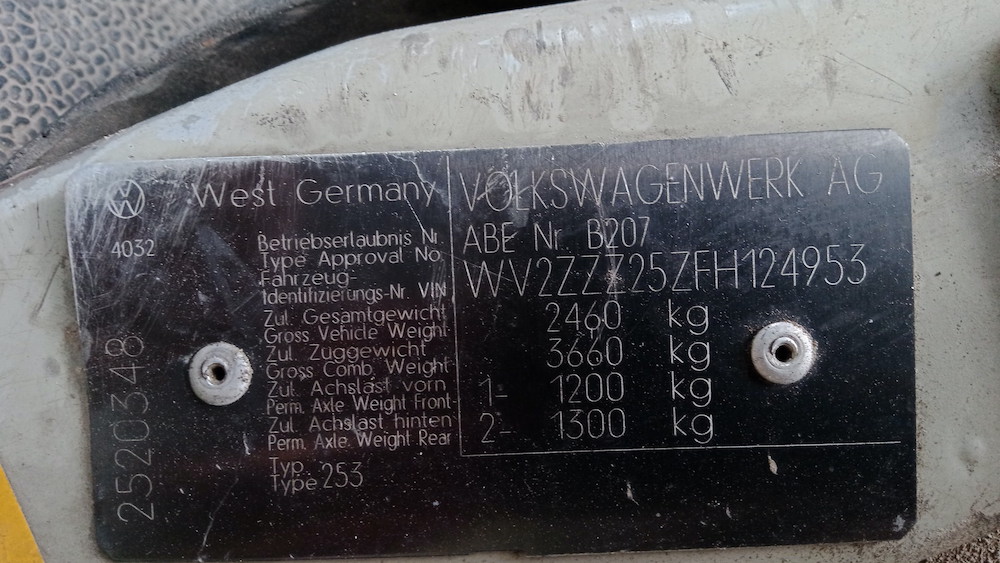 West Germany
4032
Betriebserlaubnis Nr.
Type Approval No.
Fahrzeug-
Identifizierungs-Nr. VIN
Zul. Gesamtgewicht
Gross Vehicle Weight
Zul. Zuggewicht
Gross Comb. Weight
Zul. Achslast vorn
Perm. Axle Weight Front
Zul. Achslast hinten
Perm. Axle. Weight Rear
Typ
Type 253
2520348
VOLKSWAGENWERK AG
ABE Nr. B207
WV2ZZZ25ZFH124953
2460 kg
3660 kg
1- 1200 kg
2- 1300 kg